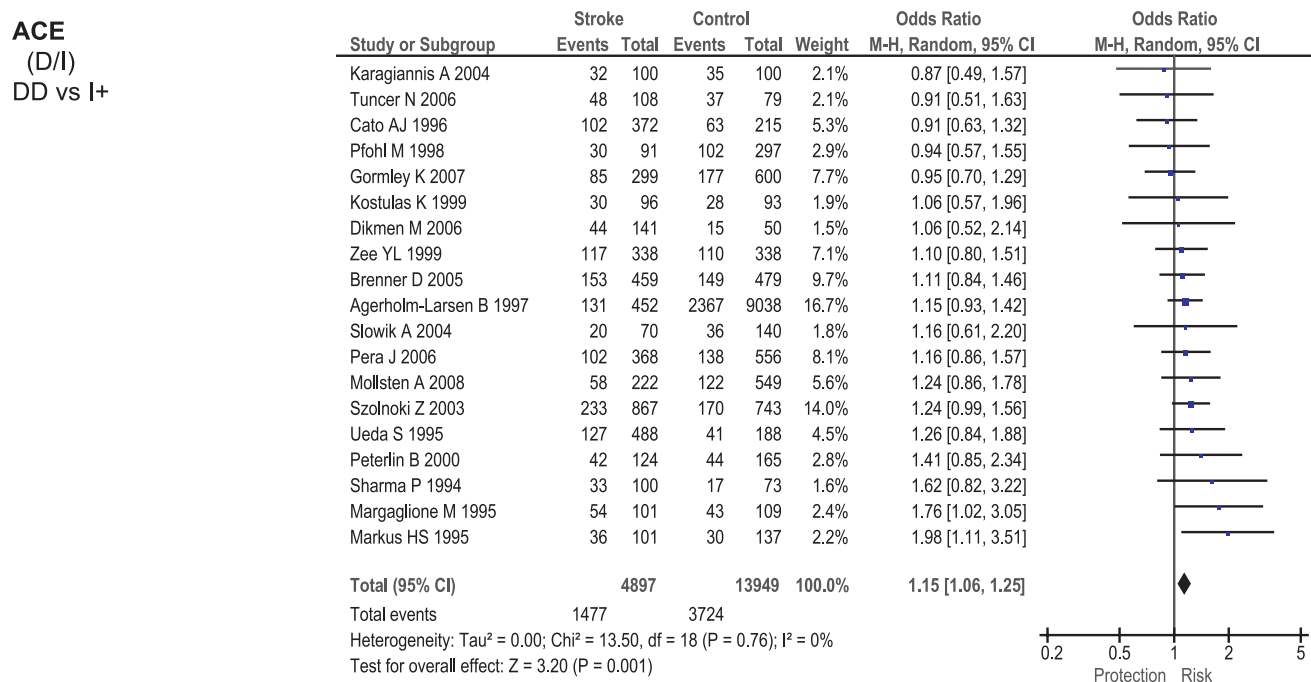 ACE
(D/I)
DD vs I+
Stroke Control Odds Ratio Odds Ratio
Study or Subgroup Events Total Events Total Weight M-H, Random, 95% CI M-H, Random, 95% CI
Karagiannis A 2004 32 100 35 100 2.1% 0.87 [0.49, 1.57]
Tuncer N 2006 48 108 37 79 2.1% 0.91 [0.51, 1.63]
Cato AJ 1996 102 372 63 215 5.3% 0.91 [0.63, 1.32]
Pfohl M 1998 30 91 102 297 2.9% 0.94 [0.57, 1.55]
Gormley K 2007 85 299 177 600 7.7% 0.95 [0.70, 1.29]
Kostulas K 1999 30 96 28 93 1.9% 1.06 [0.57, 1.96]
Dikmen M 2006 44 141 15 50 1.5% 1.06 [0.52, 2.14]
Zee YL 1999 117 338 110 338 7.1% 1.10 [0.80, 1.51]
Brenner D 2005 153 459 149 479 9.7% 1.11 [0.84, 1.46]
Agerholm-Larsen B 1997 131 452 2367 9038 16.7% 1.15 [0.93, 1.42]
Slowik A 2004 20 70 36 140 1.8% 1.16 [0.61, 2.20]
Pera J 2006 102 368 138 556 8.1% 1.16 [0.86, 1.57]
Mollsten A 2008 58 222 122 549 5.6% 1.24 [0.86, 1.78]
Szolnoki Z 2003 233 867 170 743 14.0% 1.24 [0.99, 1.56]
Ueda S 1995 127 488 41 188 4.5% 1.26 [0.84, 1.88]
Peterlin B 2000 42 124 44 165 2.8% 1.41 [0.85, 2.34]
Sharma P 1994 33 100 17 73 1.6% 1.62 [0.82, 3.22]
Margaglione M 1995 54 101 43 109 2.4% 1.76 [1.02, 3.05]
Markus HS 1995 36 101 30 137 2.2% 1.98 [1.11, 3.51]
Total (95% CI) 4897 13949 100.0% 1.15 [1.06, 1.25]
Total events 1477 3724
Heterogeneity: Tau² = 0.00; Chi² = 13.50, df = 18 (P = 0.76); I² = 0%
Test for overall effect: Z = 3.20 (P = 0.001)
0.2 0.5 1 2 5
Protection Risk